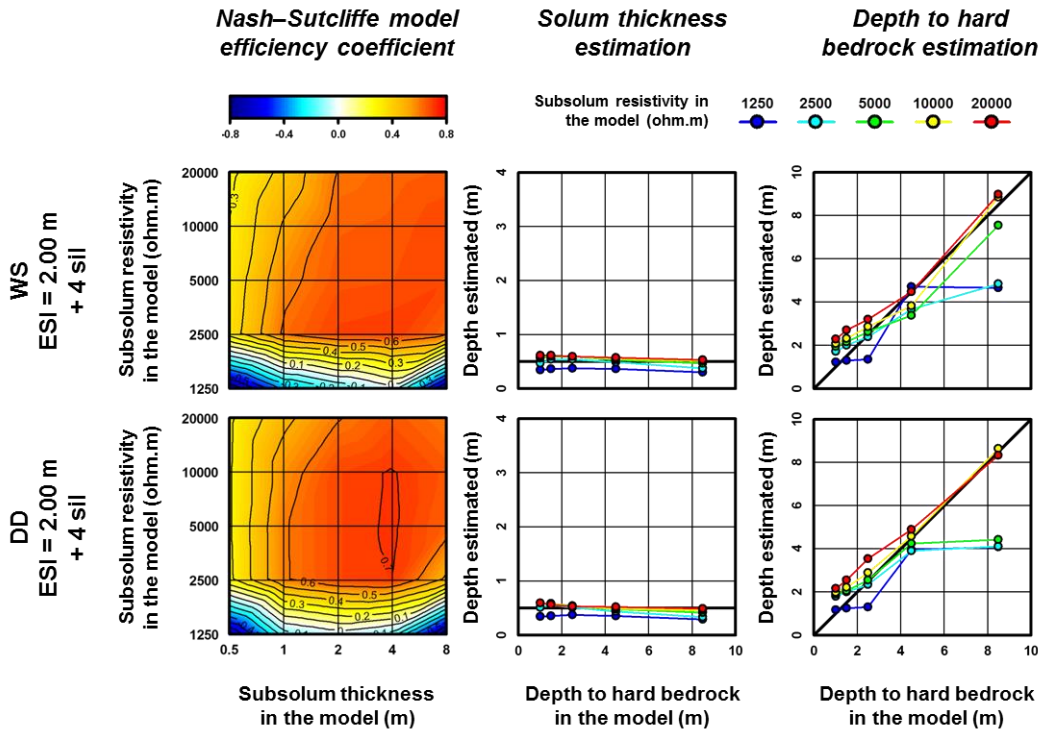 Nash–Sutcliffe model
efficiency coefficient
Solum thickness
estimation
Depth to hard
bedrock estimation
-0.8 -0.4 0.0 0.4 0.8
Subsolum resistivity in
the model (ohm.m)
1250 2500 5000 10000 20000
WS
ESI = 2.00 m
+ 4 sil
Subsolum resistivity
in the model (ohm.m)
20000
10000
5000
2500
1250
0.6
0.5
0.4
0.3
0.1
Depth estimated (m)
4
3
2
1
0
Depth estimated (m)
10
8
6
4
2
0
DD
ESI = 2.00 m
+ 4 sil
Subsolum resistivity
in the model (ohm.m)
20000
10000
5000
2500
1250
0.6
0.5
0.4
0.3
0.2
0.1
0.5 1 2 4 8
Subsolum thickness
in the model (m)
Depth estimated (m)
4
3
2
1
0
0 2 4 6 8 10
Depth to hard bedrock
in the model (m)
Depth estimated (m)
10
8
6
4
2
0
0 2 4 6 8 10
Depth to hard bedrock
in the model (m)